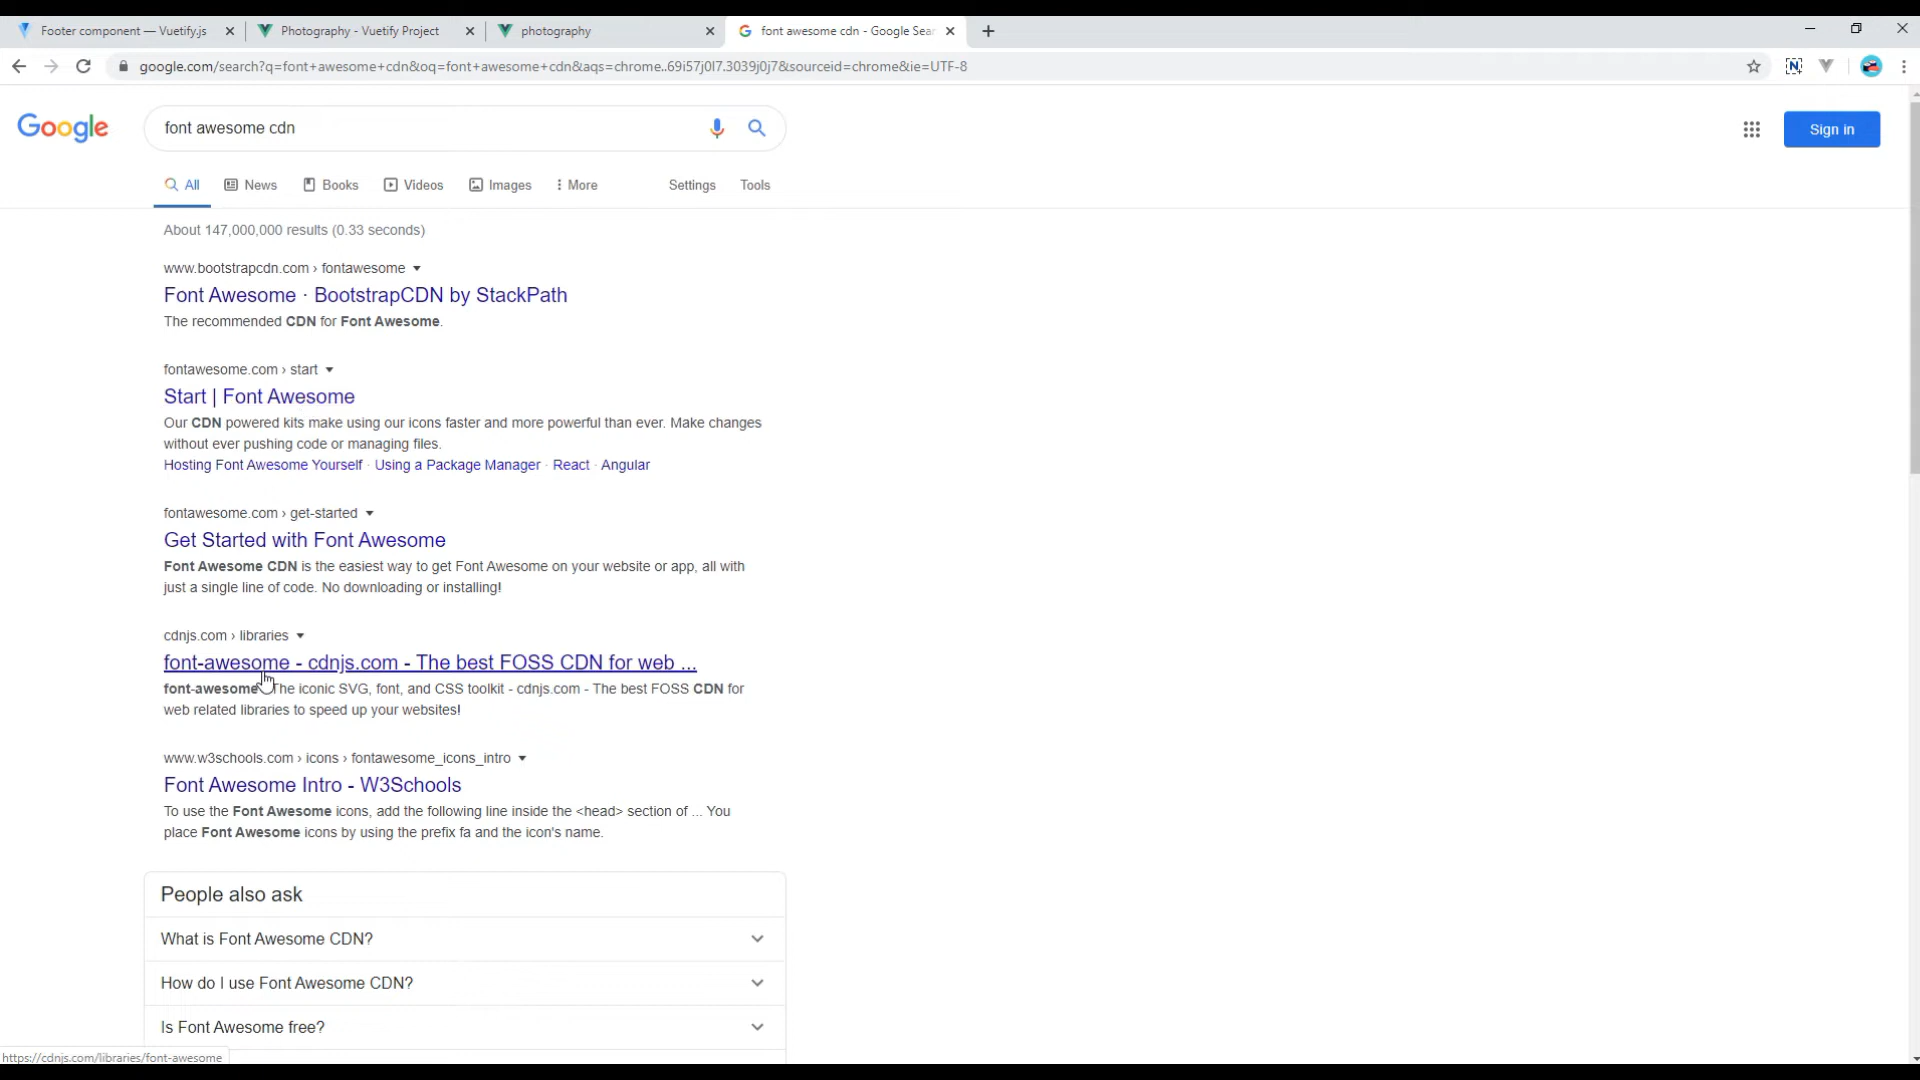 Footer component — Vuetify.js
Photography - Vuetify Project
photography
font awesome cdn - Google Sea
google.com/search?q=font+awesome+cdn&oq=font+awesome+cdn&aqs=chrome..69i57j0l7.3039j0j7&sourceid=chrome&ie=UTF-8
Google
font awesome cdn
Sign in
All News Books Videos Images More Settings Tools
About 147,000,000 results (0.33 seconds)
www.bootstrapcdn.com › fontawesome
Font Awesome · BootstrapCDN by StackPath
The recommended CDN for Font Awesome.
fontawesome.com › start
Start | Font Awesome
Our CDN powered kits make using our icons faster and more powerful than ever. Make changes
without ever pushing code or managing files.
Hosting Font Awesome Yourself · Using a Package Manager · React · Angular
fontawesome.com › get-started
Get Started with Font Awesome
Font Awesome CDN is the easiest way to get Font Awesome on your website or app, all with
just a single line of code. No downloading or installing!
cdnjs.com › libraries
font-awesome - cdnjs.com - The best FOSS CDN for web ...
font-awesome The iconic SVG, font, and CSS toolkit - cdnjs.com - The best FOSS CDN for
web related libraries to speed up your websites!
www.w3schools.com › icons › fontawesome_icons_intro
Font Awesome Intro - W3Schools
To use the Font Awesome icons, add the following line inside the <head> section of ... You
place Font Awesome icons by using the prefix fa and the icon's name.
People also ask
What is Font Awesome CDN?
How do I use Font Awesome CDN?
Is Font Awesome free?
https://cdnjs.com/libraries/font-awesome